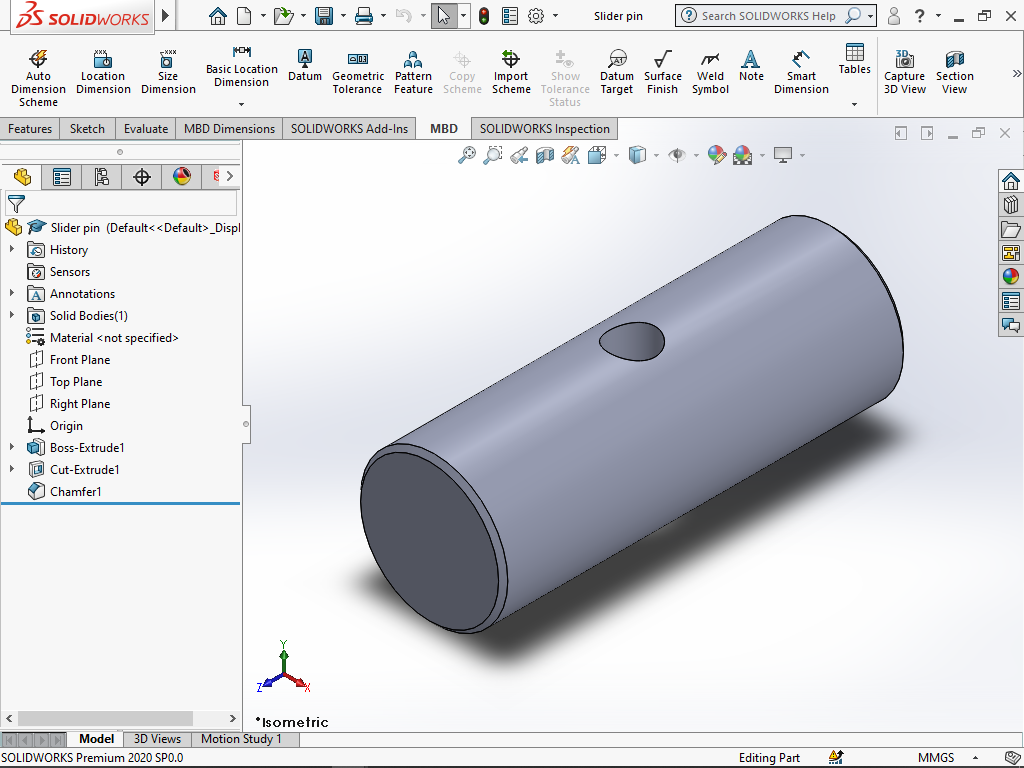 SOLIDWORKS
Slider pin
Search SOLIDWORKS Help
Auto Dimension Scheme
Location Dimension
Size Dimension
Basic Location Dimension
Datum
Geometric Tolerance
Pattern Feature
Copy Scheme
Import Scheme
Show Tolerance Status
Datum Target
Surface Finish
Weld Symbol
Note
Smart Dimension
Tables
Capture 3D View
Section View
Features
Sketch
Evaluate
MBD Dimensions
SOLIDWORKS Add-Ins
MBD
SOLIDWORKS Inspection
Slider pin (Default<<Default>_Displ
History
Sensors
Annotations
Solid Bodies(1)
Material <not specified>
Front Plane
Top Plane
Right Plane
Origin
Boss-Extrude1
Cut-Extrude1
Chamfer1
Y
Z
X
*Isometric
Model
3D Views
Motion Study 1
SOLIDWORKS Premium 2020 SP0.0
Editing Part
MMGS